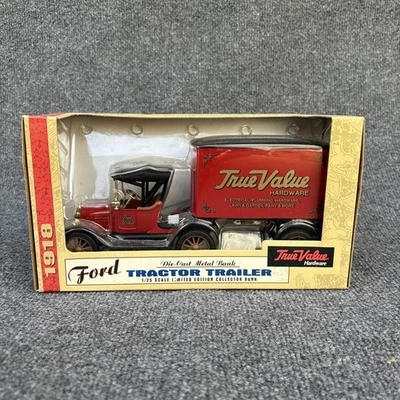 True Value
HARDWARE
ELECTRICAL, PLUMBING, HARDWARE,
LAWN & GARDEN, PAINT & MORE
1918
Ford
Die-Cast Metal Bank
TRACTOR TRAILER
1/25 SCALE LIMITED EDITION COLLECTOR BANK
True Value
Hardware